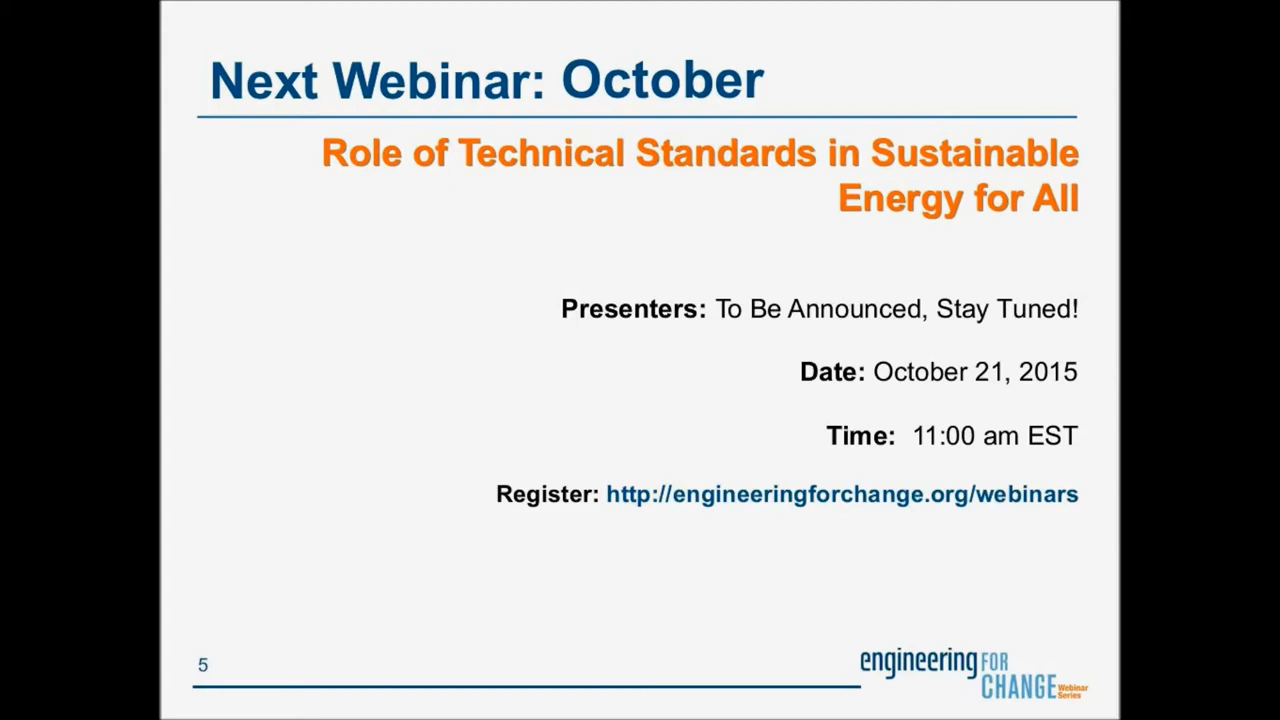 Next Webinar: October
Role of Technical Standards in Sustainable
Energy for All
Presenters: To Be Announced, Stay Tuned!
Date: October 21, 2015
Time: 11:00 am EST
Register: http://engineeringforchange.org/webinars
5
engineering FOR
CHANGE Webinar
Series